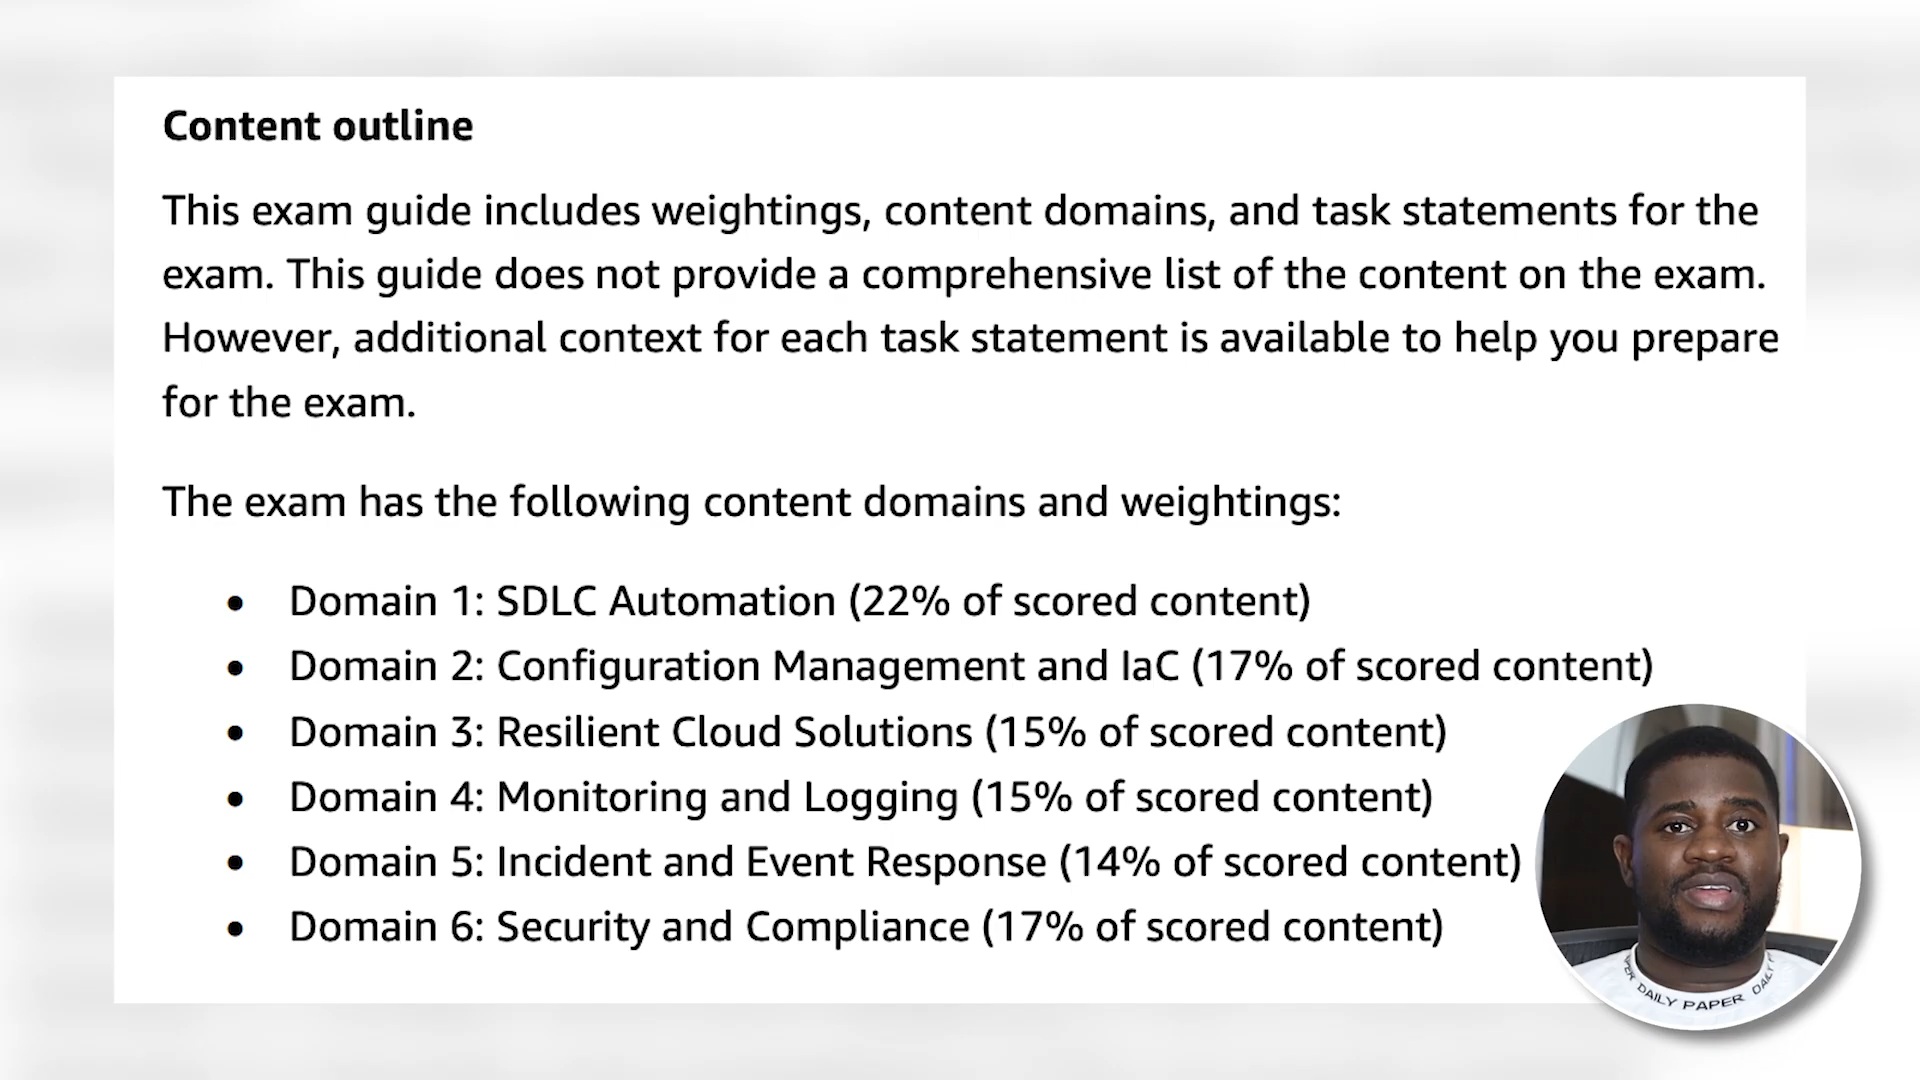 Content outline
This exam guide includes weightings, content domains, and task statements for the
exam. This guide does not provide a comprehensive list of the content on the exam.
However, additional context for each task statement is available to help you prepare
for the exam.
The exam has the following content domains and weightings:
• Domain 1: SDLC Automation (22% of scored content)
• Domain 2: Configuration Management and IaC (17% of scored content)
• Domain 3: Resilient Cloud Solutions (15% of scored content)
• Domain 4: Monitoring and Logging (15% of scored content)
• Domain 5: Incident and Event Response (14% of scored content)
• Domain 6: Security and Compliance (17% of scored content)
DAILY PAPER